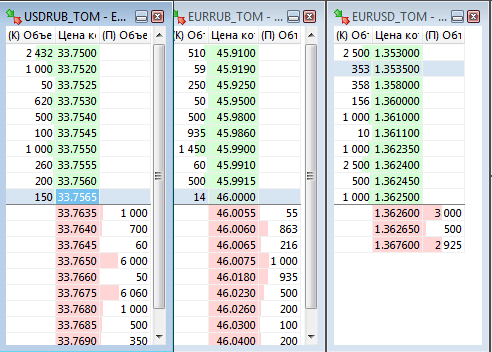 USDRUB_TOM - E...
(К) Объе Цена ко (П) Объе
2 432 33.7500
1 000 33.7520
50 33.7525
620 33.7530
500 33.7540
100 33.7545
1 000 33.7550
260 33.7555
200 33.7560
150 33.7565
33.7635 1 000
33.7640 700
33.7645 60
33.7650 6 000
33.7660 50
33.7675 6 060
33.7680 1 000
33.7685 500
33.7690 350
EURRUB_TOM - ...
(К) Объ Цена ко (П) Объе
510 45.9100
59 45.9190
250 45.9250
50 45.9500
500 45.9800
935 45.9860
1 450 45.9900
60 45.9910
500 45.9915
14 46.0000
46.0055 55
46.0060 863
46.0065 216
46.0075 1 000
46.0180 935
46.0230 500
46.0260 200
46.0300 100
46.0400 200
EURUSD_TOM - ...
(К) Объ Цена кот (П) Объ
2 500 1.353000
353 1.353500
358 1.358000
156 1.360000
1 000 1.361000
10 1.361100
1 000 1.362350
2 500 1.362400
500 1.362450
1 000 1.362500
1.362600 3 000
1.362650 500
1.367600 2 925